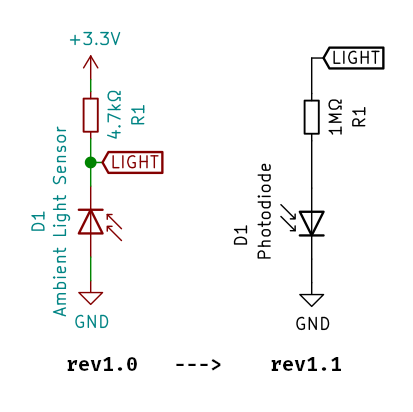 +3.3V
4.7kΩ
R1
LIGHT
D1
Ambient Light Sensor
GND
LIGHT
1MΩ
R1
D1
Photodiode
GND
rev1.0 ---> rev1.1